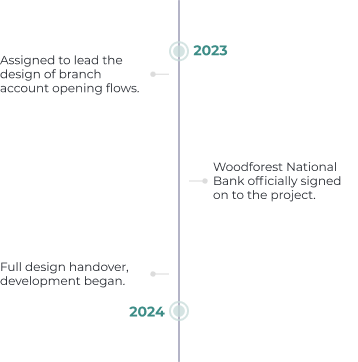 2023
Assigned to lead the
design of branch
account opening flows.
Woodforest National
Bank officially signed
on to the project.
Full design handover,
development began.
2024